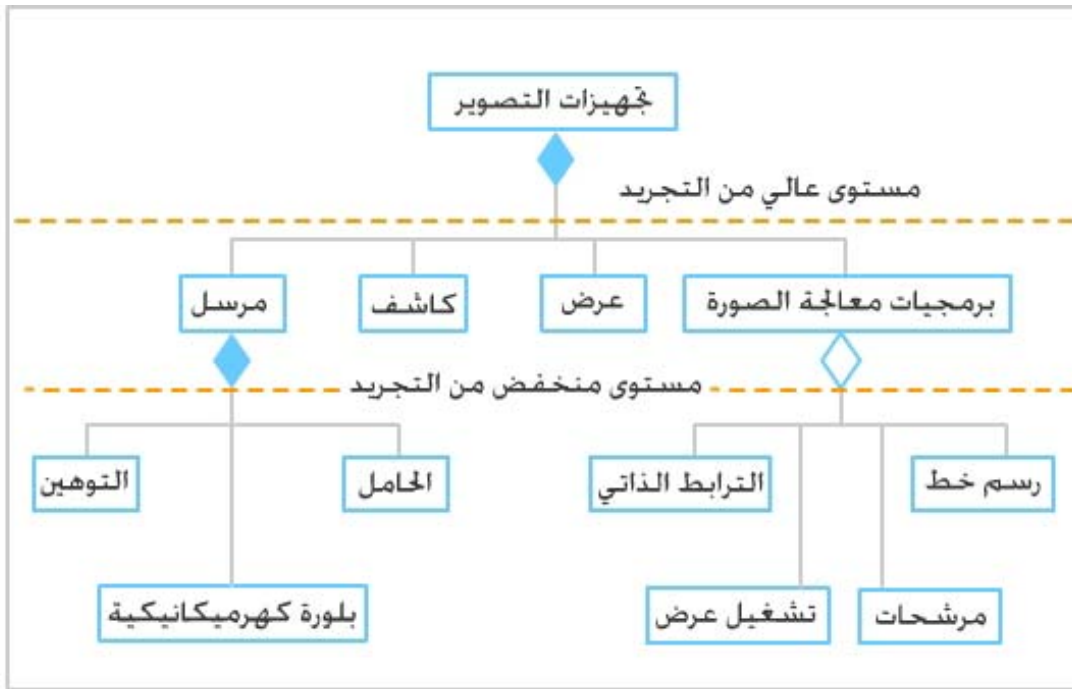 تجهيزات التصوير
مستوى عالي من التجريد
برمجيات معالجة الصورة
عرض
كاشف
مرسل
مستوى منخفض من التجريد
رسم خط
الترابط الذاتي
الحامل
التوهين
مرشحات
تشغيل عرض
بلورة كهرميكانيكية